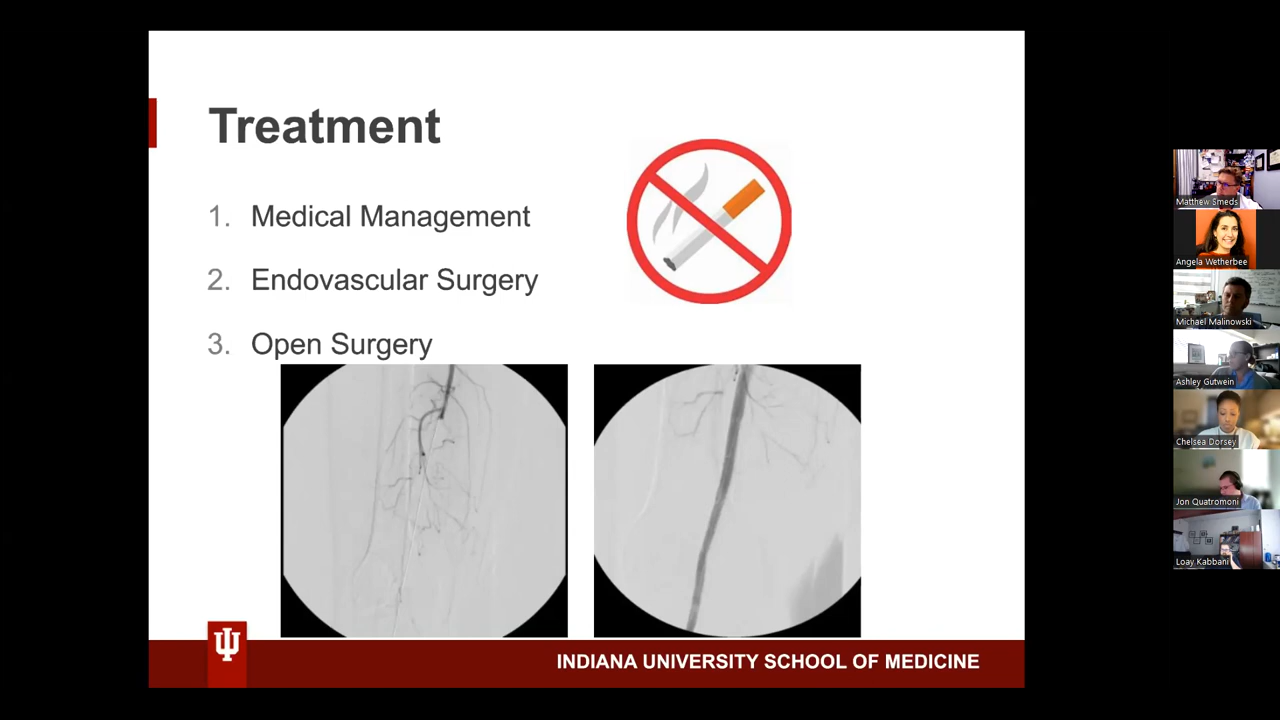 Treatment
1. Medical Management
2. Endovascular Surgery
3. Open Surgery
INDIANA UNIVERSITY SCHOOL OF MEDICINE
Matthew Smeds
Angela Wetherbee
Michael Malinowski
Ashley Gutwein
Chelsea Dorsey
Jon Quatromoni
Loay Kabbani